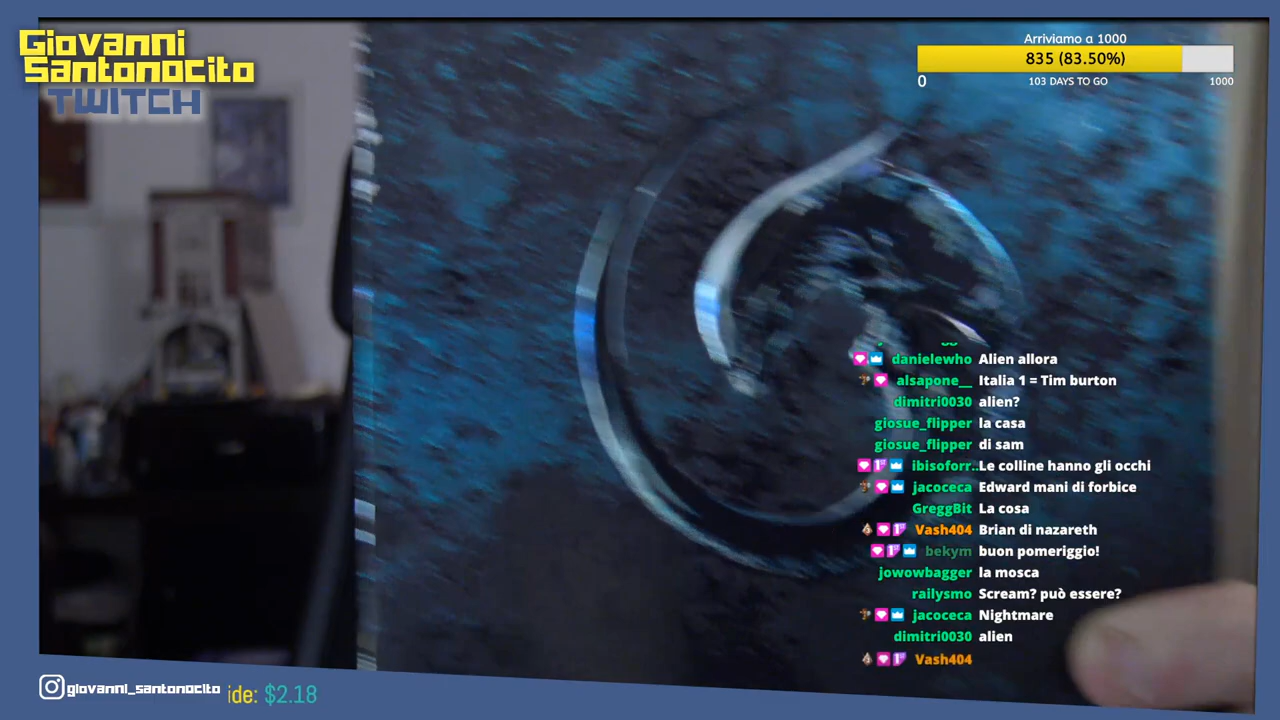 Giovanni
Santonocito
TWITCH
Arriviamo a 1000
835 (83.50%)
0
103 DAYS TO GO
1000
danielewho Alien allora
alsapone__ Italia 1 = Tim burton
dimitri0030 alien?
giosue_flipper la casa
giosue_flipper di sam
ibisoforr.. Le colline hanno gli occhi
jacoceca Edward mani di forbice
GreggBit La cosa
Vash404 Brian di nazareth
bekym buon pomeriggio!
jowowbagger la mosca
railysmo Scream? può essere?
jacoceca Nightmare
dimitri0030 alien
Vash404
giovanni_santonocito
ide: $2.18